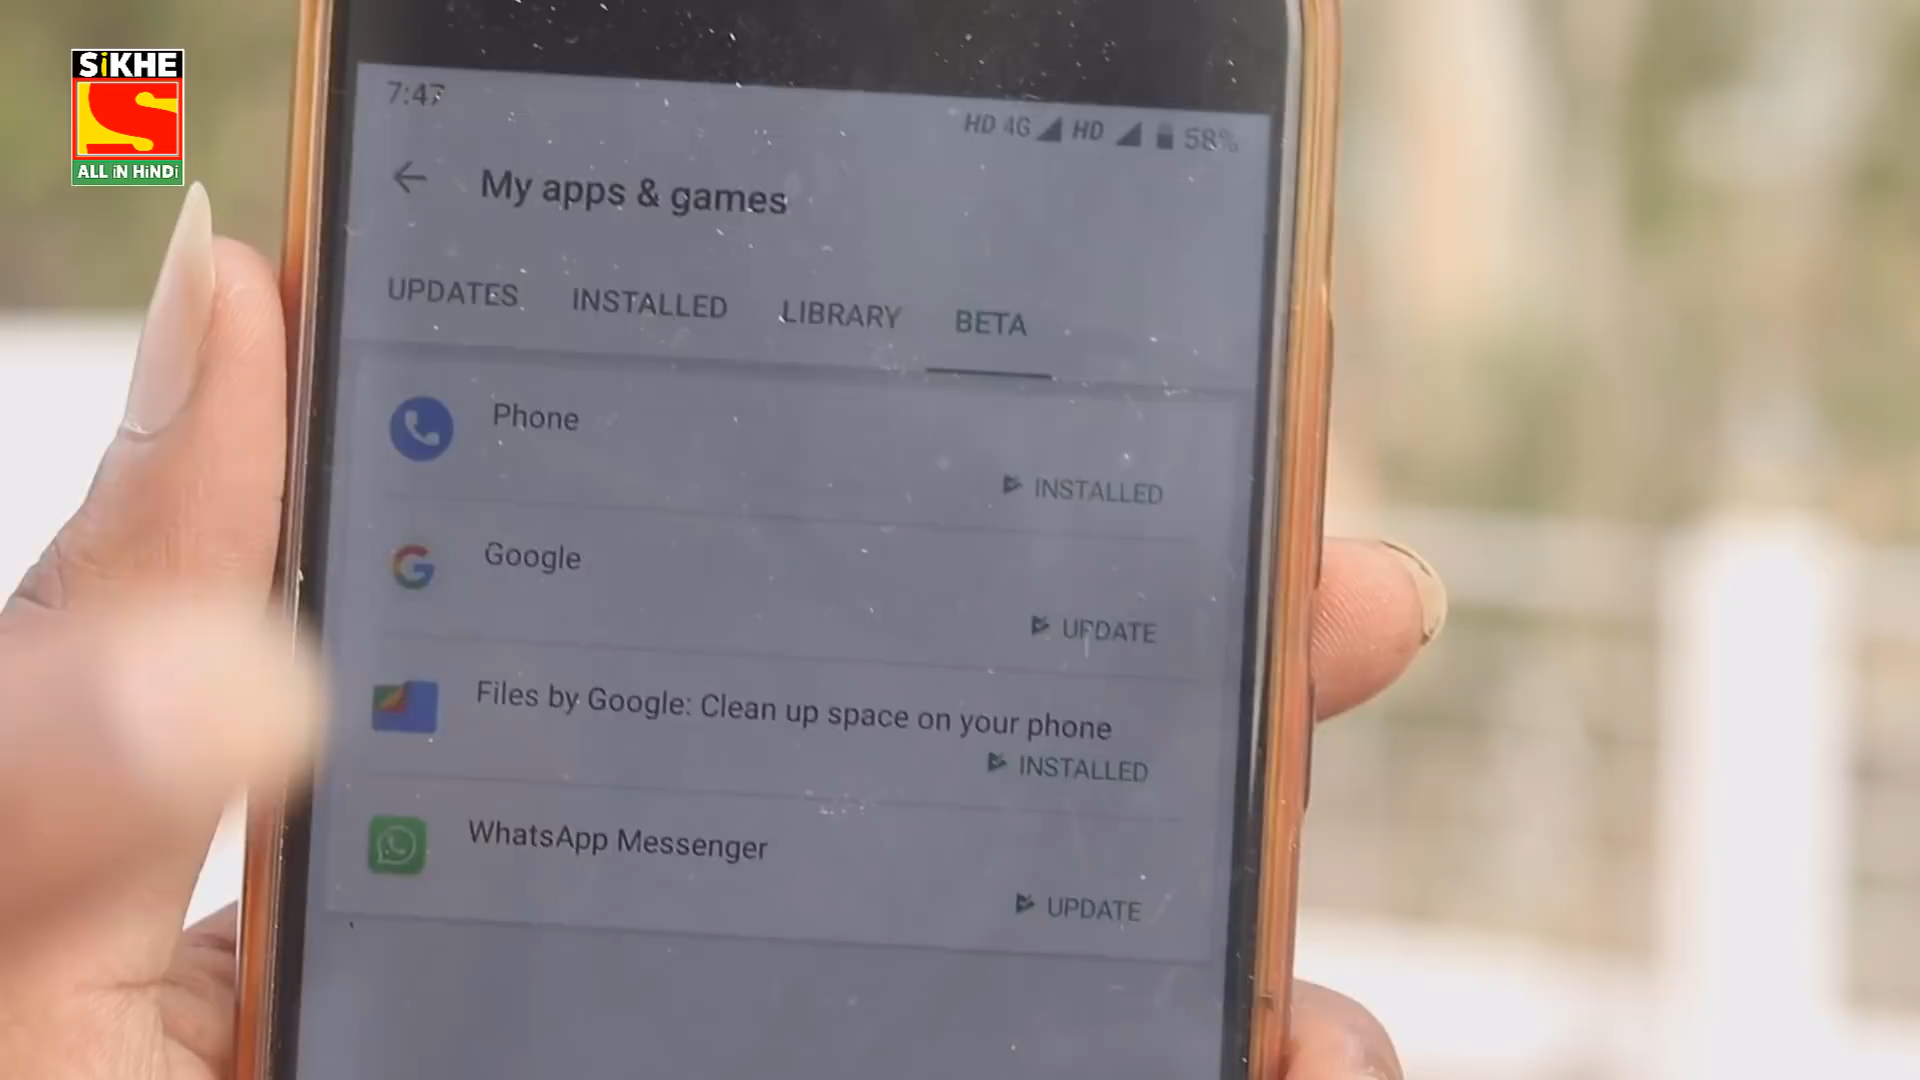 SiKHE
ALL iN HiNDi
7:47
HD 4G HD 58%
My apps & games
UPDATES INSTALLED LIBRARY BETA
Phone
INSTALLED
Google
UPDATE
Files by Google: Clean up space on your phone
INSTALLED
WhatsApp Messenger
UPDATE